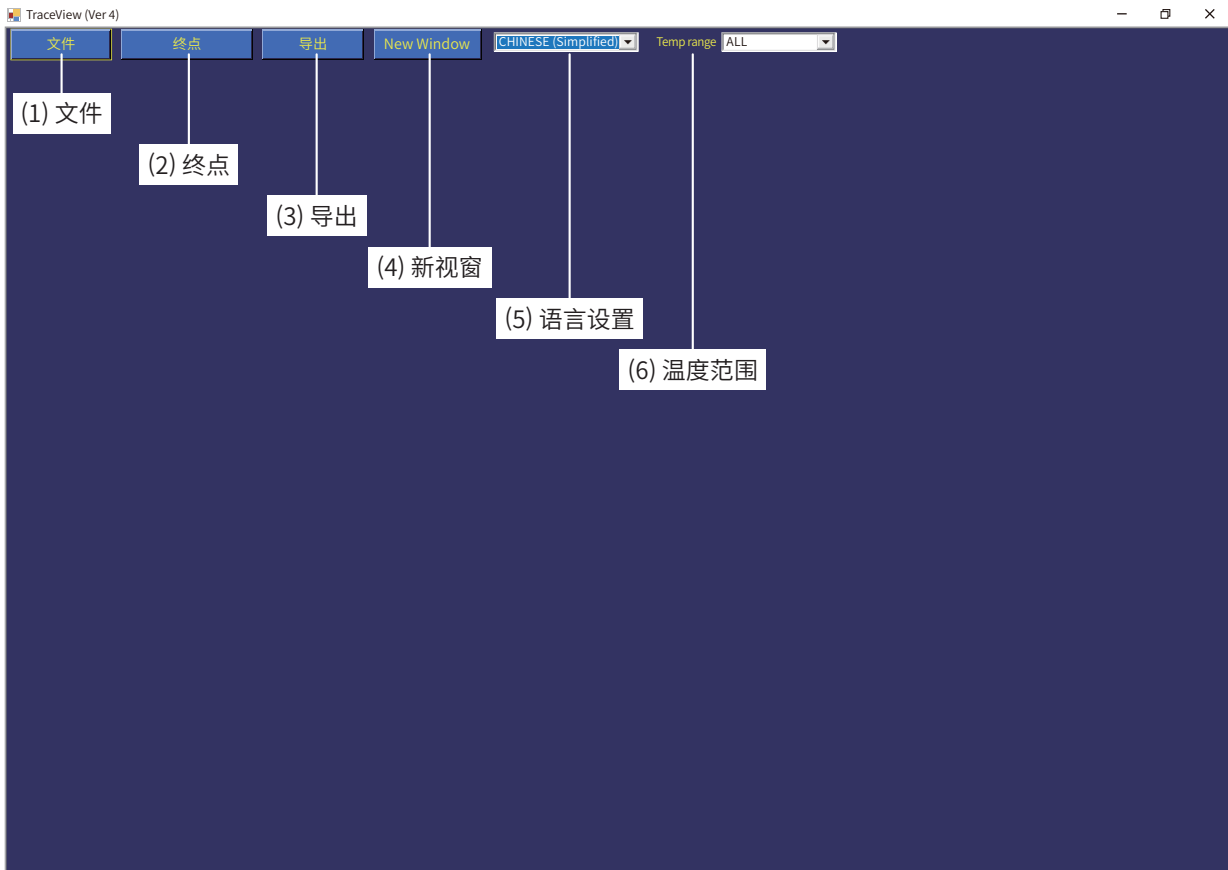 TraceView (Ver 4)
文件 终点 导出 New Window CHINESE (Simplified) Temp range ALL
(1) 文件
(2) 终点
(3) 导出
(4) 新视窗
(5) 语言设置
(6) 温度范围